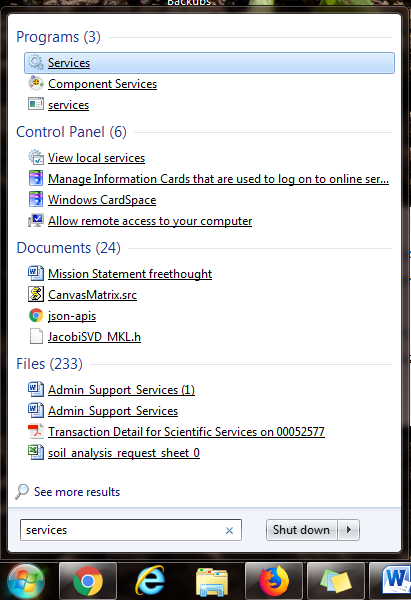 Backups
Programs (3)
Services
Component Services
services
Control Panel (6)
View local services
Manage Information Cards that are used to log on to online ser...
Windows CardSpace
Allow remote access to your computer
Documents (24)
Mission Statement freethought
CanvasMatrix.src
json-apis
JacobiSVD_MKL.h
Files (233)
Admin_Support_Services (1)
Admin_Support_Services
Transaction Detail for Scientific Services on 00052577
soil_analysis_request_sheet_0
See more results
services
Shut down